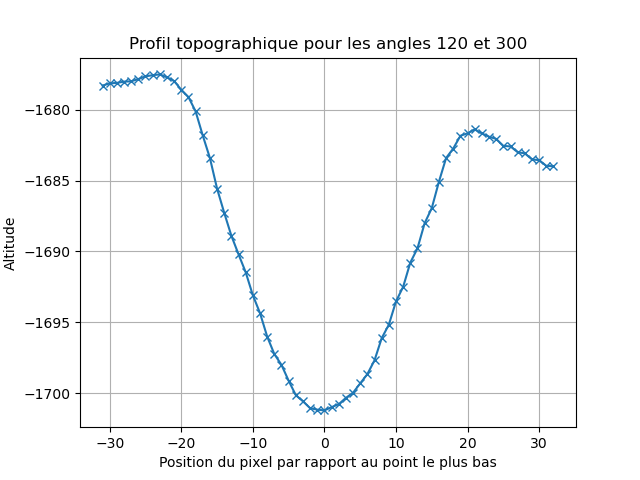 Profil topographique pour les angles 120 et 300
Altitude
−1680
−1685
−1690
−1695
−1700
−30 −20 −10 0 10 20 30
Position du pixel par rapport au point le plus bas